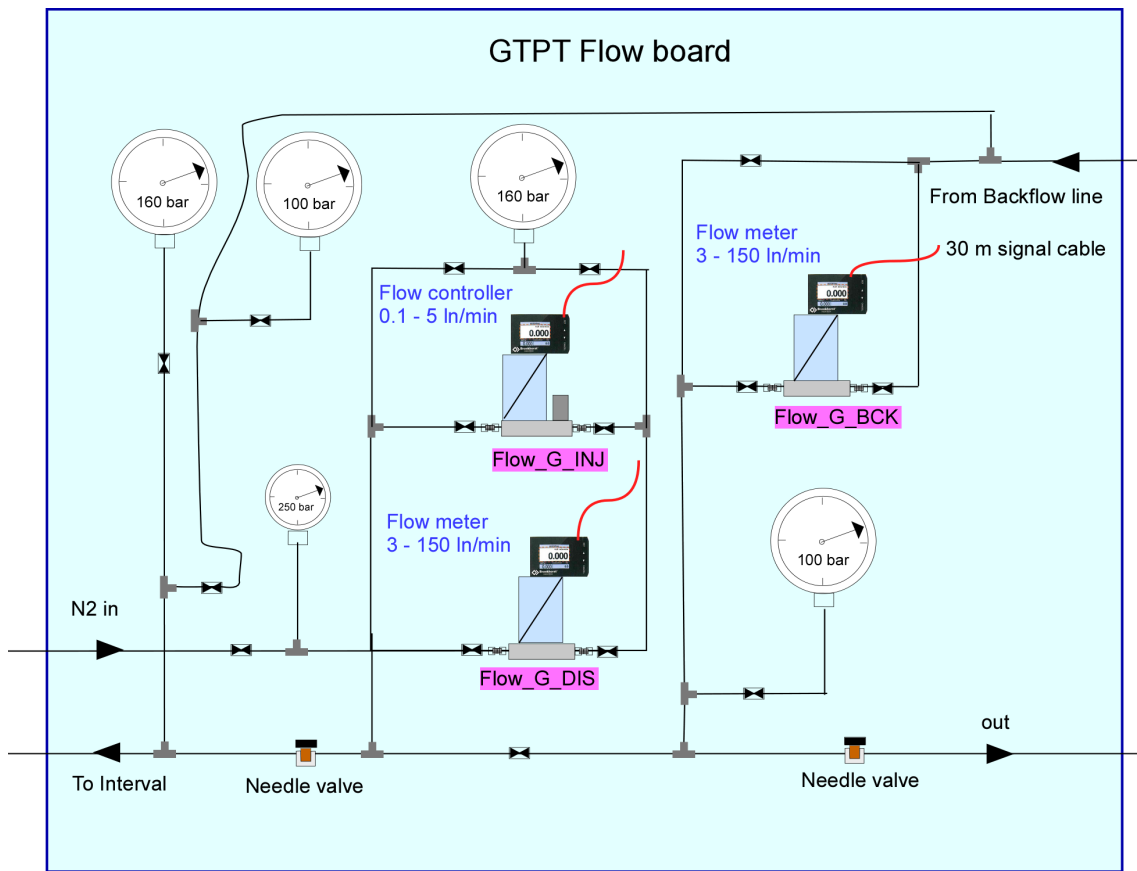 GTPT Flow board
160 bar
100 bar
160 bar
From Backflow line
Flow meter
3 - 150 ln/min
30 m signal cable
0.000
Flow controller
0.1 - 5 ln/min
0.000
Flow_G_BCK
Flow_G_INJ
250 bar
Flow meter
3 - 150 ln/min
0.000
100 bar
N2 in
Flow_G_DIS
out
To Interval
Needle valve
Needle valve